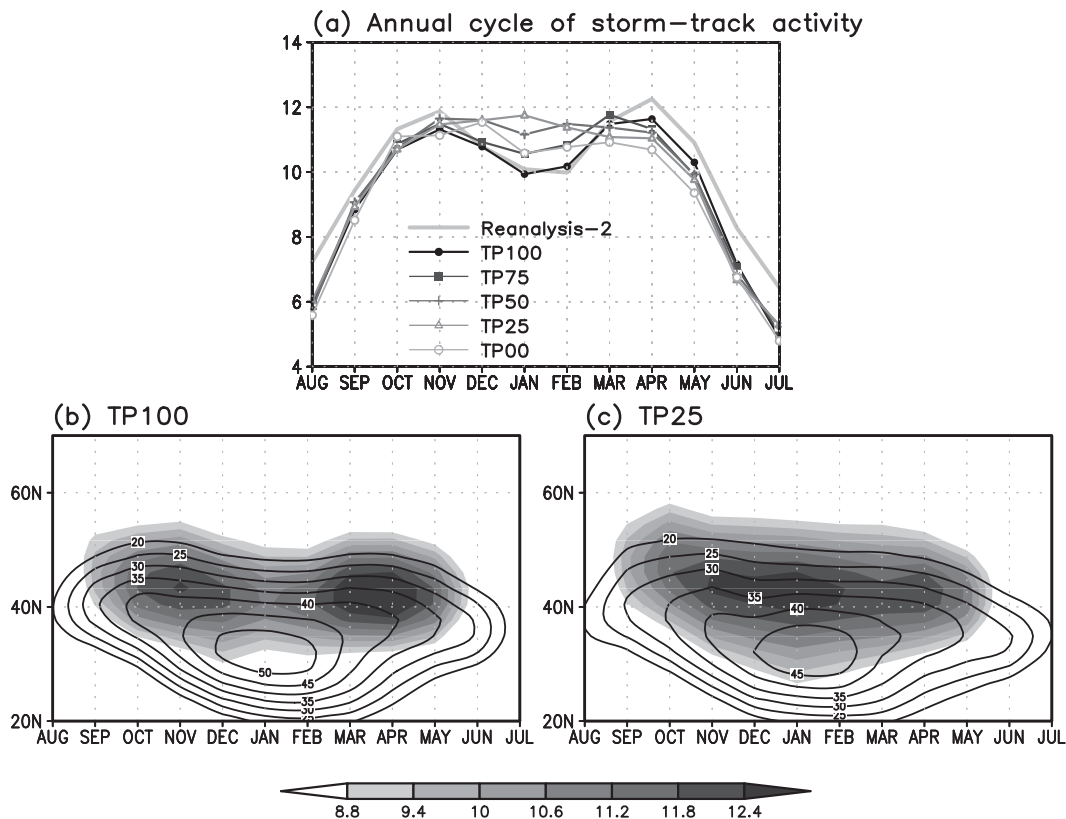 (a) Annual cycle of storm-track activity
14
12
10
8
6
4
Reanalysis-2
TP100
TP75
TP50
TP25
TP00
AUG SEP OCT NOV DEC JAN FEB MAR APR MAY JUN JUL
(b) TP100
60N
40N
20N
20
25
30
35
40
50
45
35
30
25
AUG SEP OCT NOV DEC JAN FEB MAR APR MAY JUN JUL
(c) TP25
60N
40N
20N
20
25
30
35
40
45
35
30
25
AUG SEP OCT NOV DEC JAN FEB MAR APR MAY JUN JUL
8.8 9.4 10 10.6 11.2 11.8 12.4